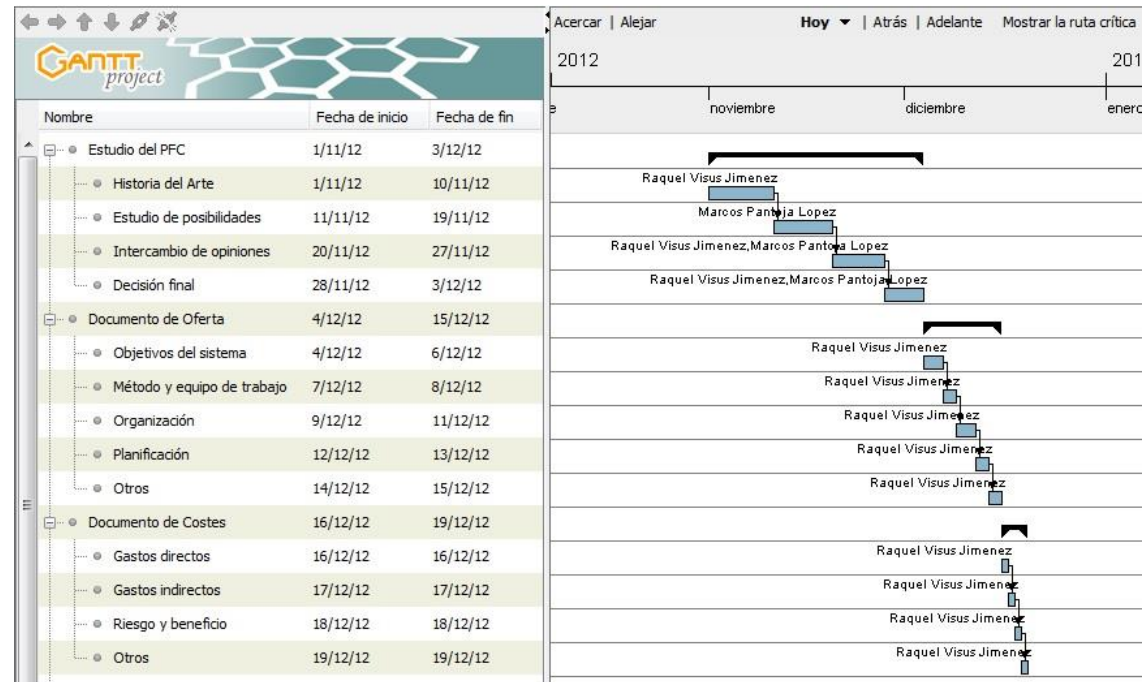 Acercar | Alejar Hoy ▼ | Atrás | Adelante Mostrar la ruta crítica
GANTT project
2012 201
e noviembre diciembre enero
Nombre Fecha de inicio Fecha de fin
Estudio del PFC 1/11/12 3/12/12
Historia del Arte 1/11/12 10/11/12 Raquel Visus Jimenez
Estudio de posibilidades 11/11/12 19/11/12 Marcos Pantoja Lopez
Intercambio de opiniones 20/11/12 27/11/12 Raquel Visus Jimenez,Marcos Pantoja Lopez
Decisión final 28/11/12 3/12/12 Raquel Visus Jimenez,Marcos Pantoja Lopez
Documento de Oferta 4/12/12 15/12/12
Objetivos del sistema 4/12/12 6/12/12 Raquel Visus Jimenez
Método y equipo de trabajo 7/12/12 8/12/12 Raquel Visus Jimenez
Organización 9/12/12 11/12/12 Raquel Visus Jimenez
Planificación 12/12/12 13/12/12 Raquel Visus Jimenez
Otros 14/12/12 15/12/12 Raquel Visus Jimenez
Documento de Costes 16/12/12 19/12/12
Gastos directos 16/12/12 16/12/12 Raquel Visus Jimenez
Gastos indirectos 17/12/12 17/12/12 Raquel Visus Jimenez
Riesgo y beneficio 18/12/12 18/12/12 Raquel Visus Jimenez
Otros 19/12/12 19/12/12 Raquel Visus Jimenez